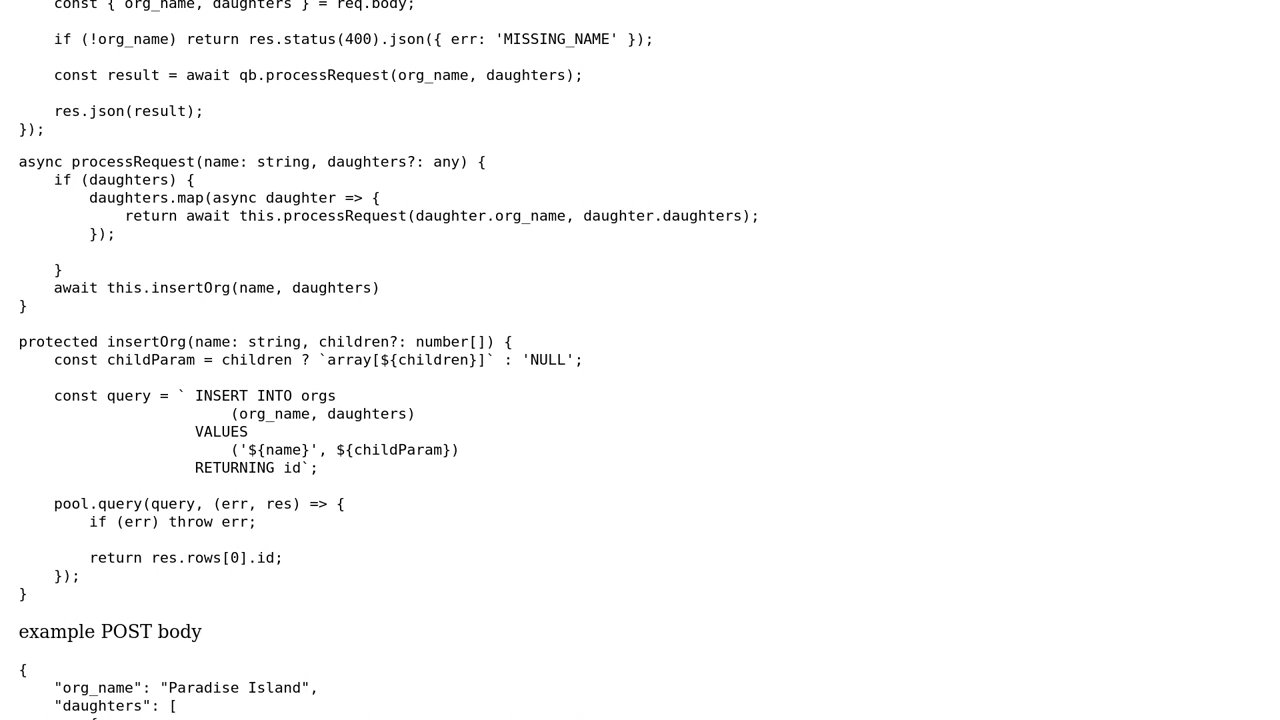 const { org_name, daughters } = req.body;
if (!org_name) return res.status(400).json({ err: 'MISSING_NAME' });
const result = await qb.processRequest(org_name, daughters);
res.json(result);
});
async processRequest(name: string, daughters?: any) {
if (daughters) {
daughters.map(async daughter => {
return await this.processRequest(daughter.org_name, daughter.daughters);
});
}
await this.insertOrg(name, daughters)
}
protected insertOrg(name: string, children?: number[]) {
const childParam = children ? `array[${children}]` : 'NULL';
const query = ` INSERT INTO orgs
(org_name, daughters)
VALUES
('${name}', ${childParam})
RETURNING id`;
pool.query(query, (err, res) => {
if (err) throw err;
return res.rows[0].id;
});
}
example POST body
{
"org_name": "Paradise Island",
"daughters": [